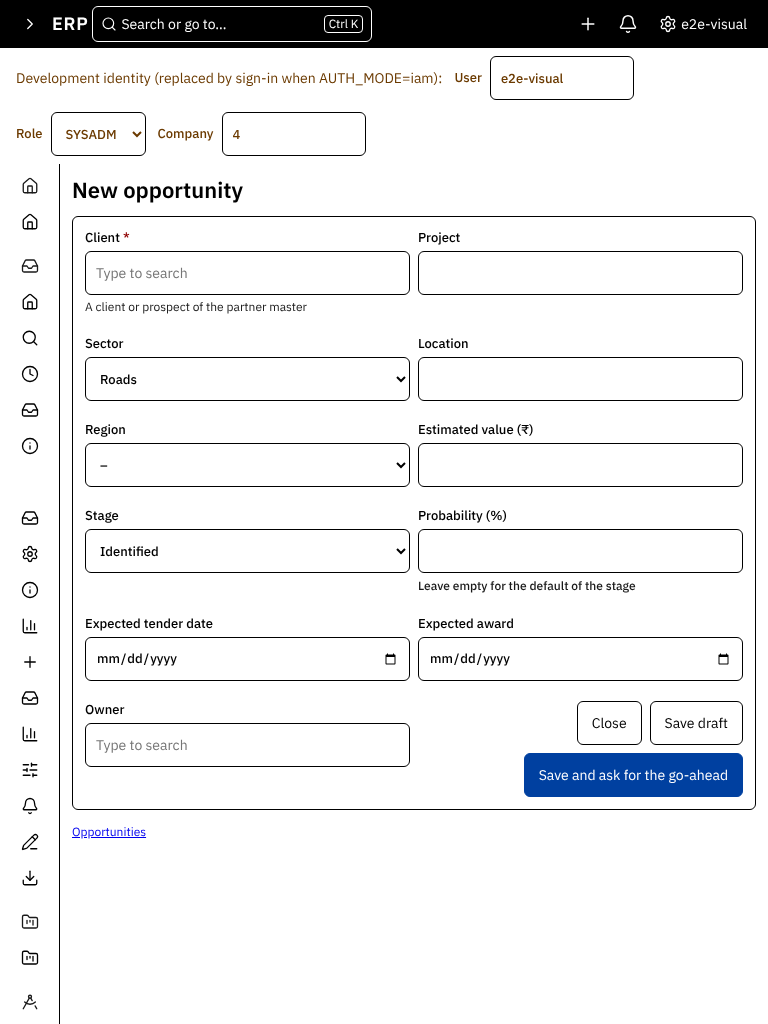 ERP
Search or go to...
Ctrl K
e2e-visual
Development identity (replaced by sign-in when AUTH_MODE=iam):
User
e2e-visual
Role
SYSADM
Company
4
New opportunity
Client *
Project
Type to search
A client or prospect of the partner master
Sector
Location
Roads
Region
Estimated value (₹)
–
Stage
Probability (%)
Identified
Leave empty for the default of the stage
Expected tender date
Expected award
mm/dd/yyyy
mm/dd/yyyy
Owner
Type to search
Close
Save draft
Save and ask for the go-ahead
Opportunities